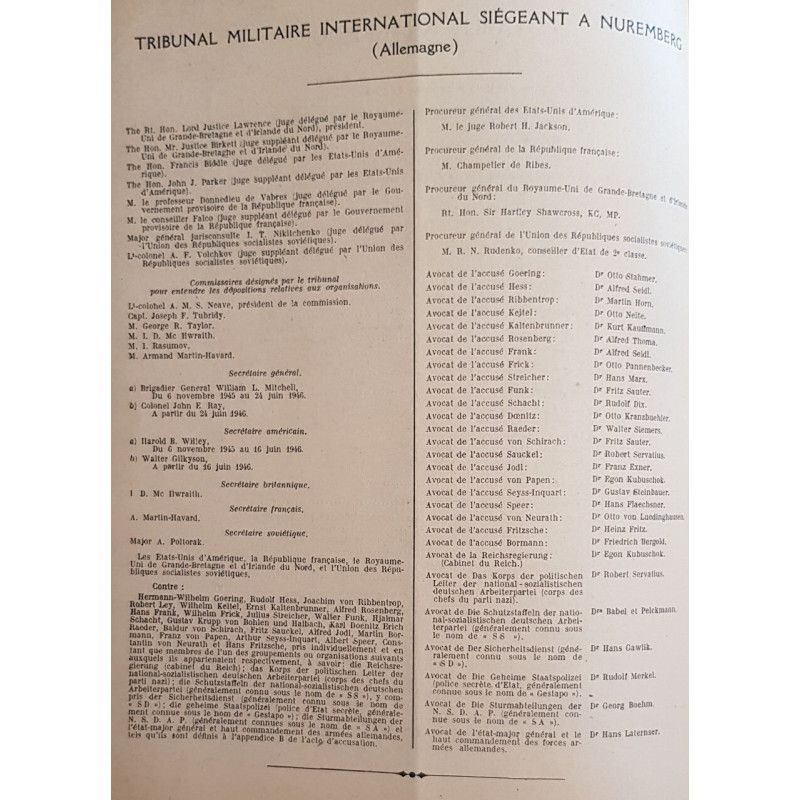 TRIBUNAL MILITAIRE INTERNATIONAL SIÉGEANT A NUREMBERG
(Allemagne)
The Rt. Hon. Lord Justice Lawrence (juge délégué par le Royaume-
Uni de Grande-Bretagne et d'Irlande du Nord), président.
The Hon. Mr. Justice Birkett (juge suppléant délégué par le Royaume-
Uni de Grande-Bretagne et d'Irlande du Nord).
The Hon. Francis Biddle (juge délégué par les Etats-Unis d'Amé-
rique).
The Hon. John J. Parker (juge suppléant délégué par les Etats-Unis
d'Amérique).
M. le professeur Donnedieu de Vabres (juge délégué par le Gou-
vernement provisoire de la République française).
M. le conseiller Falco (juge suppléant délégué par le Gouvernement
provisoire de la République française).
Major général jurisconsulte I. T. Nikitchenko (juge délégué par
l'Union des Républiques socialistes soviétiques).
Lt-colonel A. F. Volchkov (juge suppléant délégué par l'Union des
Républiques socialistes soviétiques).
Commissaires désignés par le tribunal
pour entendre les dépositions relatives aux organisations.
Lt-colonel A. M. S. Neave, président de la commission.
Capt. Joseph F. Tubridy.
M. George R. Taylor.
M. I. D. Mc Ilwraith.
M. I. Rasumov.
M. Armand Martin-Havard.
Secrétaire général.
a) Brigadier General William L. Mitchell,
Du 6 novembre 1945 au 24 juin 1946.
b) Colonel John E. Ray,
A partir du 24 juin 1946.
Secrétaire américain.
a) Harold B. Willey,
Du 6 novembre 1945 au 16 juin 1946.
b) Walter Gilkyson,
A partir du 16 juin 1946.
Secrétaire britannique.
I D. Mc Ilwraith.
Secrétaire français.
A. Martin-Havard.
Secrétaire soviétique.
Major A. Poltorak.
Les Etats-Unis d'Amérique, la République française, le Royaume-
Uni de Grande-Bretagne et d'Irlande du Nord, et l'Union des Répu-
bliques socialistes soviétiques,
Contre :
Hermann-Wilhelm Goering, Rudolf Hess, Joachim von Ribbentrop,
Robert Ley, Wilhelm Keitel, Ernst Kaltenbrunner, Alfred Rosenberg,
Hans Frank, Wilhelm Frick, Julius Streicher, Walter Funk, Hjalmar
Schacht, Gustav Krupp von Bohlen und Halbach, Karl Doenitz Erich
Raeder, Baldur von Schirach, Fritz Sauckel, Alfred Jodl, Martin Bor-
mann, Franz von Papen, Arthur Seyss-Inquart, Albert Speer, Cons-
tantin von Neurath et Hans Fritzsche, pris individuellement et en
tant que membres de l'un des groupements ou organisations suivants
auxquels ils appartenaient respectivement, à savoir: die Reichsre-
gierung (cabinet du Reich); das Korps der politischen Leiter der
national-sozialistischen deutschen Arbeiterpartei (corps des chefs du
parti nazi); die Schutzstaffeln der national-sozialistischen deutschen
Arbeiterpartei (généralement connu sous le nom de « SS »), y com-
pris der Sicherheitsdienst (généralement connu sous le nom de
« SD »); die geheime Staatspolizei (police d'Etat secrète, générale-
ment connue sous le nom de « Gestapo »); die Sturmabteilungen der
N. S. D. A. P. (généralement connues sous le nom de « SA ») et
l'état-major général et haut commandement des armées allemandes,
tels qu'ils sont définis à l'appendice B de l'acte d'accusation.
Procureur général des Etats-Unis d'Amérique:
M. le juge Robert H. Jackson.
Procureur général de la République française:
M. Champetier de Ribes.
Procureur général du Royaume-Uni de Grande-Bretagne et d'Irlande
du Nord:
Rt. Hon. Sir Hartley Shawcross, KC, MP.
Procureur général de l'Union des Républiques socialistes soviétiques:
M. R. N. Rudenko, conseiller d'Etat de 2e classe.
Avocat de l'accusé Goering: Dr Otto Stahmer.
Avocat de l'accusé Hess: Dr Alfred Seidl.
Avocat de l'accusé Ribbentrop: Dr Martin Horn.
Avocat de l'accusé Keitel: Dr Otto Nelte.
Avocat de l'accusé Kaltenbrunner: Dr Kurt Kauffmann.
Avocat de l'accusé Rosenberg: Dr Alfred Thoma.
Avocat de l'accusé Frank: Dr Alfred Seidl.
Avocat de l'accusé Frick: Dr Otto Pannenbecker.
Avocat de l'accusé Streicher: Dr Hans Marx.
Avocat de l'accusé Funk: Dr Fritz Sauter.
Avocat de l'accusé Schacht: Dr Rudolf Dix.
Avocat de l'accusé Dœnitz: Dr Otto Kranzbuehler.
Avocat de l'accusé Raeder: Dr Walter Siemers.
Avocat de l'accusé von Schirach: Dr Fritz Sauter.
Avocat de l'accusé Sauckel: Dr Robert Servatius.
Avocat de l'accusé Jodl: Dr Franz Exner.
Avocat de l'accusé von Papen: Dr Egon Kubuschok.
Avocat de l'accusé Seyss-Inquart: Dr Gustav Steinbauer.
Avocat de l'accusé Speer: Dr Hans Flaechsner.
Avocat de l'accusé von Neurath: Dr Otto von Luedinghausen.
Avocat de l'accusé Fritzsche: Dr Heinz Fritz.
Avocat de l'accusé Bormann: Dr Friedrich Bergold.
Avocat de la Reichsregierung: Dr Egon Kubuschok.
(Cabinet du Reich.)
Avocat de Das Korps der politischen Dr Robert Servatius.
Leiter der national-sozialistischen
deutschen Arbeiterpartei (corps des
chefs du parti nazi).
Avocat de Die Schutzstaffeln der natio- Drs Babel et Pelckmann.
nal-sozialistischen deutschen Arbei-
terpartei (généralement connu sous
le nom de « SS »).
Avocat de Der Sicherheitsdienst (géné- Dr Hans Gawlik.
ralement connu sous le nom de
« SD »).
Avocat de Die Geheime Staatspolizei Dr Rudolf Merkel.
(police secrète d'Etat, généralement
connue sous le nom de « Gestapo »).
Avocat de Die Sturmabteilungen der Dr Georg Boehm.
N. S. D. A. P. (généralement con-
nue sous le nom de « SA »).
Avocat de l'état-major général et le Dr Hans Laternser.
haut commandement des forces ar-
mées allemandes.